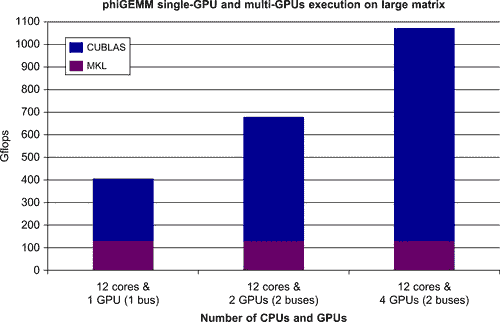 phiGEMM single-GPU and multi-GPUs execution on large matrix
1100
1000
900
800
700
600
500
400
300
200
100
0
Gflops
CUBLAS
MKL
12 cores &
1 GPU (1 bus)
12 cores &
2 GPUs (2 buses)
12 cores &
4 GPUs (2 buses)
Number of CPUs and GPUs